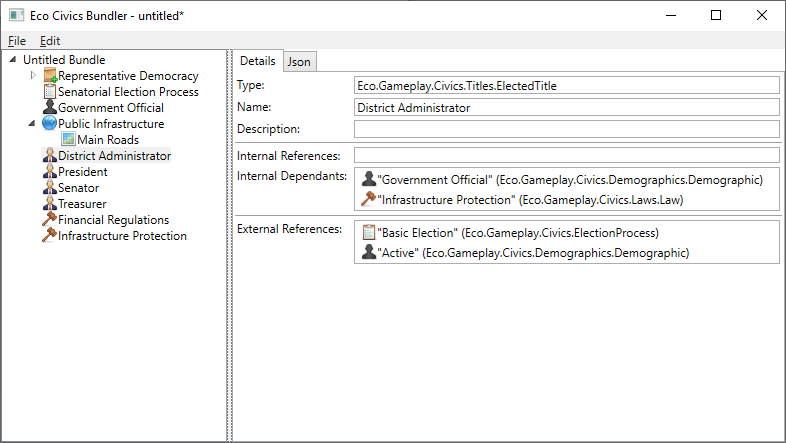 Eco Civics Bundler - untitled*
File Edit
Untitled Bundle
Representative Democracy
Senatorial Election Process
Government Official
Public Infrastructure
Main Roads
District Administrator
President
Senator
Treasurer
Financial Regulations
Infrastructure Protection
Details Json
Type: Eco.Gameplay.Civics.Titles.ElectedTitle
Name: District Administrator
Description:
Internal References:
Internal Dependants: "Government Official" (Eco.Gameplay.Civics.Demographics.Demographic)
"Infrastructure Protection" (Eco.Gameplay.Civics.Laws.Law)
External References: "Basic Election" (Eco.Gameplay.Civics.ElectionProcess)
"Active" (Eco.Gameplay.Civics.Demographics.Demographic)